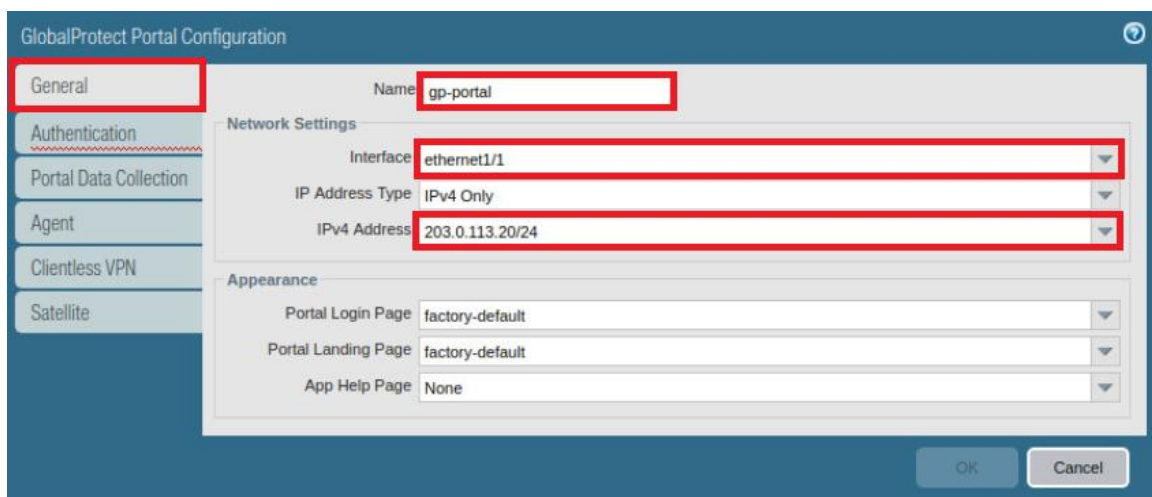 GlobalProtect Portal Configuration
General
Authentication
Portal Data Collection
Agent
Clientless VPN
Satellite
Name gp-portal
Network Settings
Interface ethernet1/1
IP Address Type IPv4 Only
IPv4 Address 203.0.113.20/24
Appearance
Portal Login Page factory-default
Portal Landing Page factory-default
App Help Page None
OK Cancel